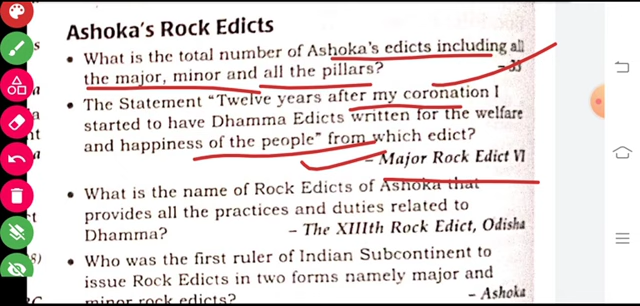 Ashoka's Rock Edicts
• What is the total number of Ashoka's edicts including all
the major, minor and all the pillars? – 33
• The Statement "Twelve years after my coronation I
started to have Dhamma Edicts written for the welfare
and happiness of the people" from which edict?
– Major Rock Edict VI
• What is the name of Rock Edicts of Ashoka that
provides all the practices and duties related to
Dhamma? – The XIIIth Rock Edict, Odisha
• Who was the first ruler of Indian Subcontinent to
issue Rock Edicts in two forms namely major and
minor rock edicts? – Ashoka